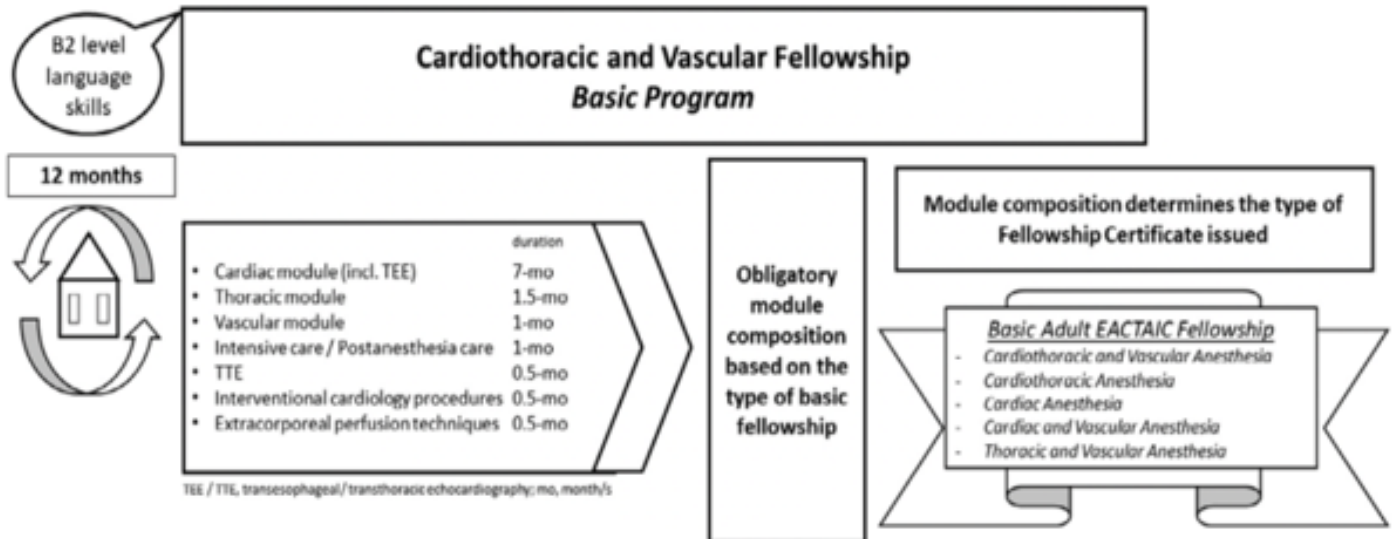 B2 level
language
skills
Cardiothoracic and Vascular Fellowship
Basic Program
12 months
duration
• Cardiac module (incl. TEE) 7-mo
• Thoracic module 1.5-mo
• Vascular module 1-mo
• Intensive care / Postanesthesia care 1-mo
• TTE 0.5-mo
• Interventional cardiology procedures 0.5-mo
• Extracorporeal perfusion techniques 0.5-mo
TEE / TTE, transesophageal/transthoracic echocardiography; mo, month/s
Obligatory
module
composition
based on the
type of basic
fellowship
Module composition determines the type of
Fellowship Certificate issued
Basic Adult EACTAIC Fellowship
- Cardiothoracic and Vascular Anesthesia
- Cardiothoracic Anesthesia
- Cardiac Anesthesia
- Cardiac and Vascular Anesthesia
- Thoracic and Vascular Anesthesia